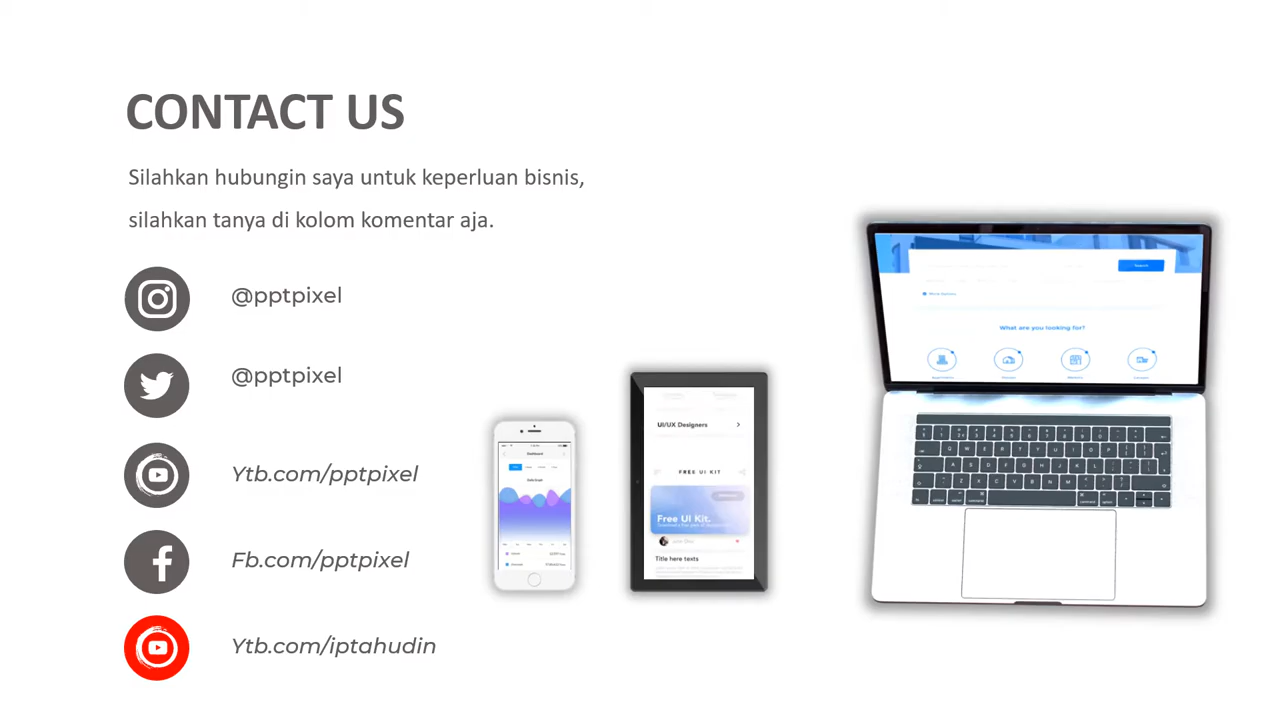 CONTACT US
Silahkan hubungin saya untuk keperluan bisnis,
silahkan tanya di kolom komentar aja.
@pptpixel
@pptpixel
Ytb.com/pptpixel
Fb.com/pptpixel
Ytb.com/iptahudin
Dashboard
UI/UX Designers
FREE UI KIT
Free UI Kit.
Title here texts
What are you looking for?